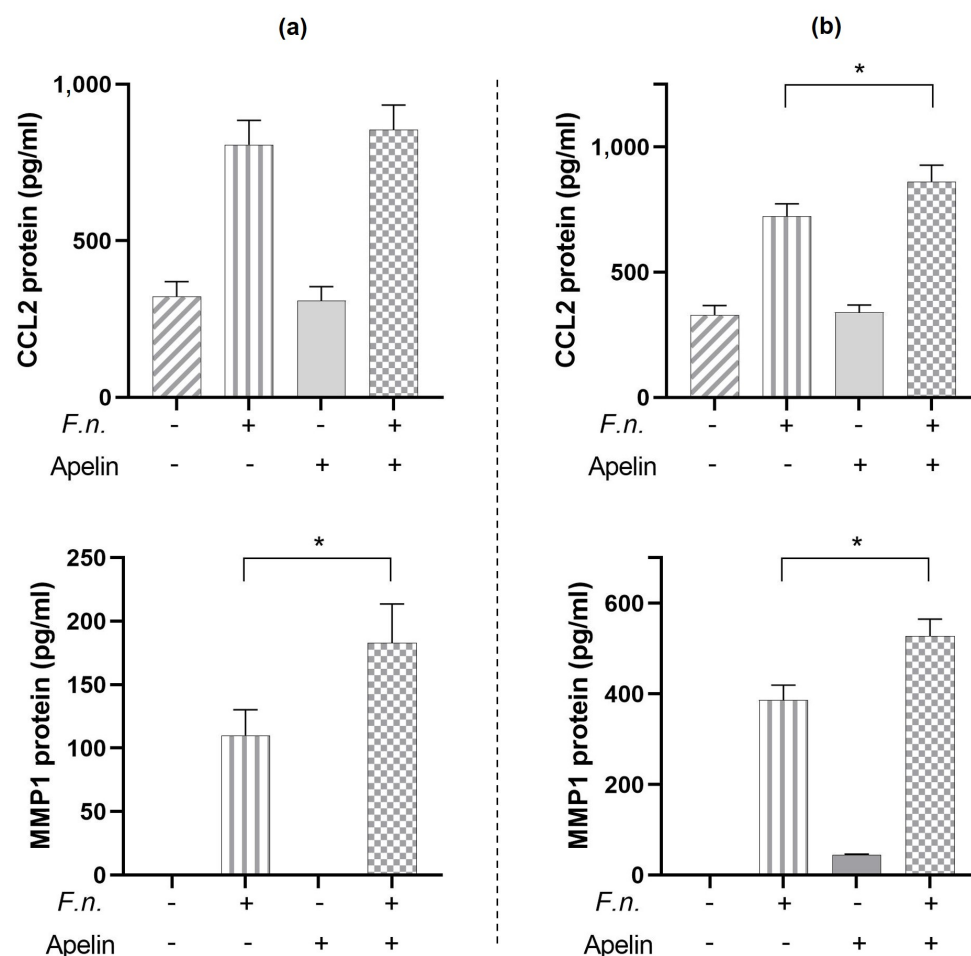 (a)
CCL2 protein (pg/ml)
1,000
500
0
F.n. - + - +
Apelin - - + +
(b)
CCL2 protein (pg/ml)
*
1,000
500
0
F.n. - + - +
Apelin - - + +
MMP1 protein (pg/ml)
*
250
200
150
100
50
0
F.n. - + - +
Apelin - - + +
MMP1 protein (pg/ml)
*
600
400
200
0
F.n. - + - +
Apelin - - + +